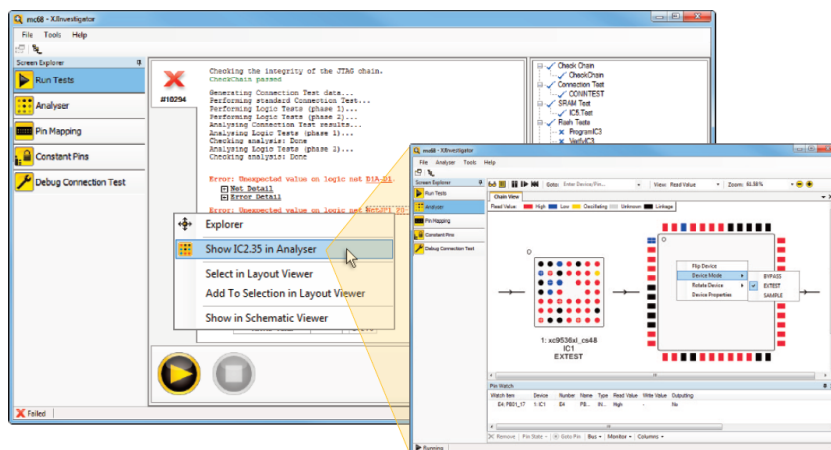 mc68 - XJInvestigator
File Tools Help
Screen Explorer
Run Tests
Analyser
Pin Mapping
Constant Pins
Debug Connection Test
#10294
Checking the integrity of the JTAG chain.
CheckChain passed
Generating Connection Test data...
Performing standard Connection Test...
Performing Logic Tests (phase 1)...
Performing Logic Tests (phase 2)...
Analysing Connection Test results...
Analysing Logic Tests (phase 1)...
Checking analysis: Done
Analysing Logic Tests (phase 2)...
Checking analysis: Done
Error: Unexpected value on logic net DIA-D1.
Net Detail
Error Detail
Error: Unexpected value on logic net
Check Chain
CheckChain
Connection Test
CONNTEST
SRAM Test
IC5.Test
Flash Tests
ProgramIC3
VerifyIC3
Explorer
Show IC2.35 in Analyser
Select in Layout Viewer
Add To Selection in Layout Viewer
Show in Schematic Viewer
Failed
mc68 - XJInvestigator
File Analyser Tools Help
Screen Explorer
Run Tests
Analyser
Pin Mapping
Constant Pins
Debug Connection Test
Goto: Enter Device/Pin... View: Read Value Zoom: 61.58%
Chain View
Read Value High Low Oscillating Unknown Linkage
Flip Device
Device Mode
Rotate Device
Device Properties
BYPASS
EXTEST
SAMPLE
1: xc9536xl_cs48
IC1
EXTEST
Pin Watch
Watch Item Device Number Name Type Read Value Write Value Outputting
E4: PB01_17 1: IC1 E4 PB... IN... High - No
Remove Pin State Goto Pin Bus Monitor Columns
Running